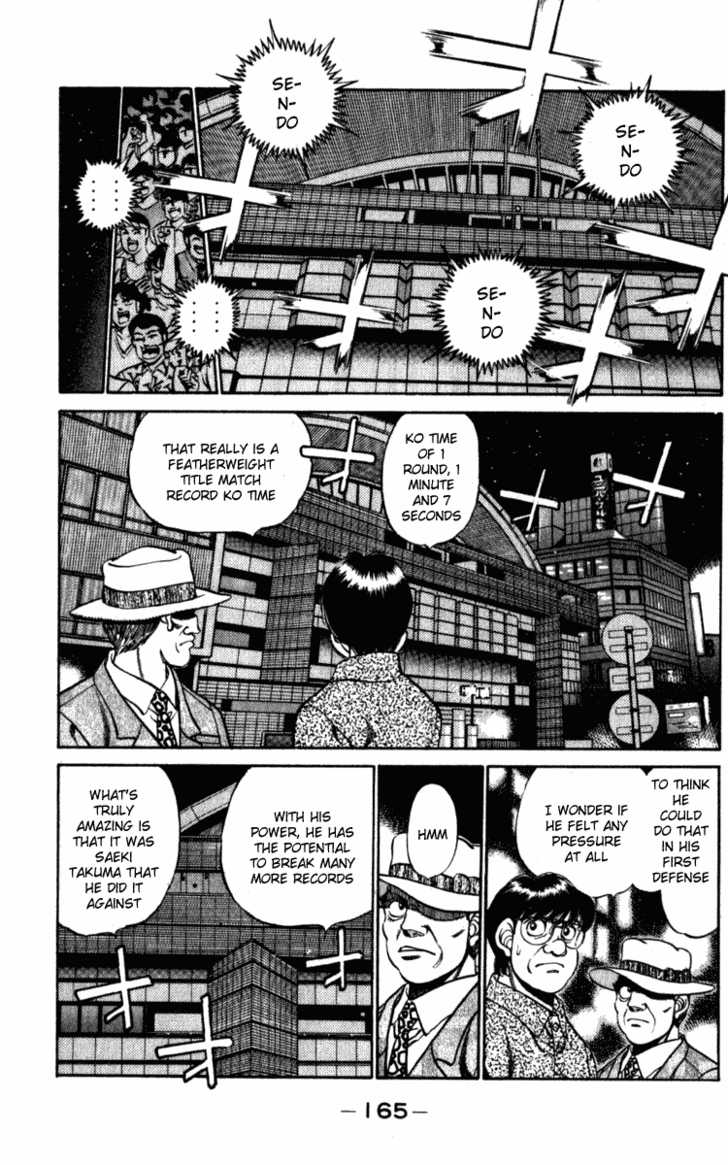 SE-
N-
DO
SE-
N-
DO
SE-
N-
DO
KO TIME
OF 1
ROUND, 1
MINUTE
AND 7
SECONDS
THAT REALLY IS A
FEATHERWEIGHT
TITLE MATCH
RECORD KO TIME
TO THINK
HE
COULD
DO THAT
IN HIS
FIRST
DEFENSE
I WONDER IF
HE FELT ANY
PRESSURE
AT ALL
HMM
WITH HIS
POWER, HE HAS
THE POTENTIAL
TO BREAK MANY
MORE RECORDS
WHAT'S
TRULY
AMAZING IS
THAT IT WAS
SAEKI
TAKUMA THAT
HE DID IT
AGAINST
—165—